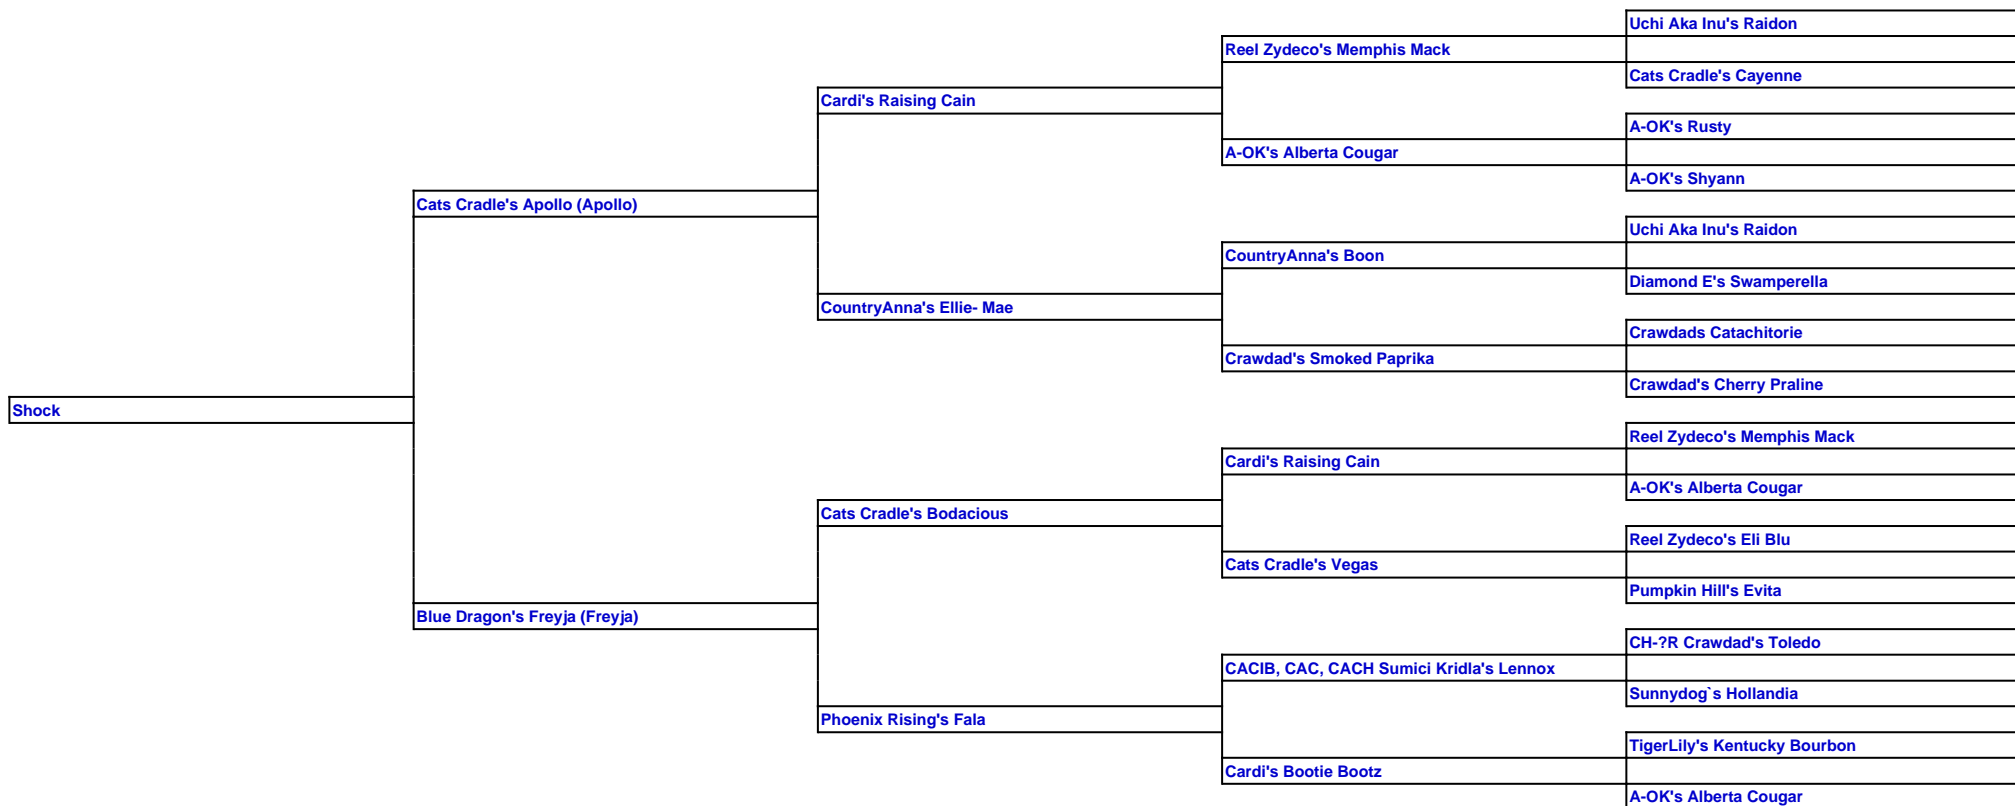 Uchi Aka Inu's Raidon
Reel Zydeco's Memphis Mack
Cats Cradle's Cayenne
Cardi's Raising Cain
A-OK's Rusty
A-OK's Alberta Cougar
A-OK's Shyann
Cats Cradle's Apollo (Apollo)
Uchi Aka Inu's Raidon
CountryAnna's Boon
Diamond E's Swamperella
CountryAnna's Ellie- Mae
Crawdads Catachitorie
Crawdad's Smoked Paprika
Crawdad's Cherry Praline
Shock
Reel Zydeco's Memphis Mack
Cardi's Raising Cain
A-OK's Alberta Cougar
Cats Cradle's Bodacious
Reel Zydeco's Eli Blu
Cats Cradle's Vegas
Pumpkin Hill's Evita
Blue Dragon's Freyja (Freyja)
CH-?R Crawdad's Toledo
CACIB, CAC, CACH Sumici Kridla's Lennox
Sunnydog`s Hollandia
Phoenix Rising's Fala
TigerLily's Kentucky Bourbon
Cardi's Bootie Bootz
A-OK's Alberta Cougar